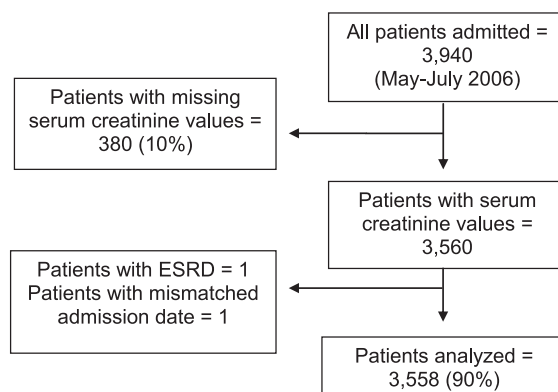 All patients admitted =
3,940
(May-July 2006)
Patients with missing
serum creatinine values =
380 (10%)
Patients with serum
creatinine values =
3,560
Patients with ESRD = 1
Patients with mismatched
admission date = 1
Patients analyzed =
3,558 (90%)